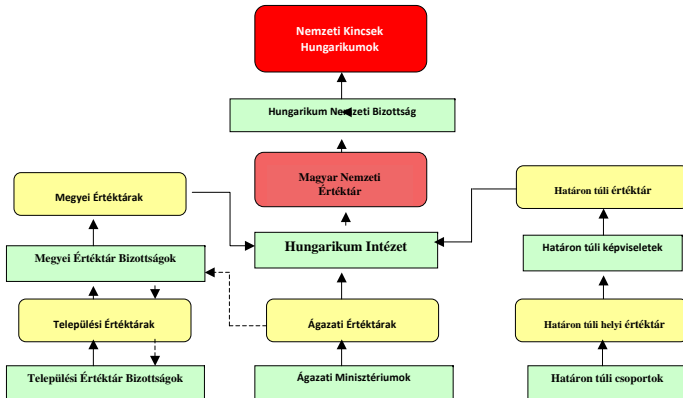 Nemzeti Kincsek
Hungarikumok
Hungarikum Nemzeti Bizottság
Magyar Nemzeti
Értéktár
Megyei Értéktárak
Határon túli értéktár
Hungarikum Intézet
Megyei Értéktár Bizottságok
Határon túli képviseletek
Települési Értéktárak
Ágazati Értéktárak
Határon túli helyi értéktár
Települési Értéktár Bizottságok
Ágazati Minisztériumok
Határon túli csoportok